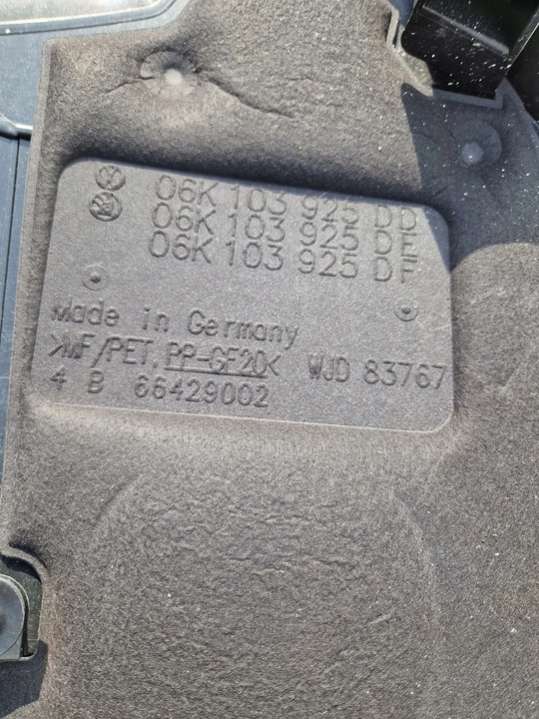 06K 103 925 DD
06K 103 925 DE
06K 103 925 DF
Made in Germany
>MF/PET, PP-GF20< WJD 83767
4 B 66429002